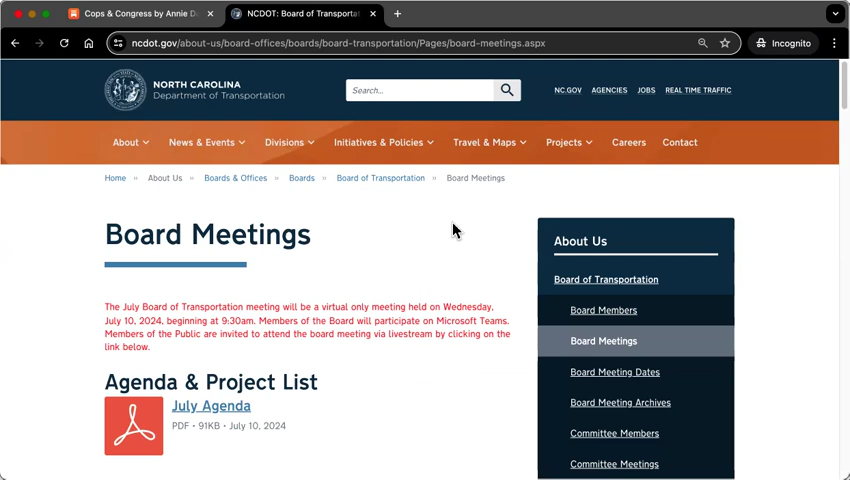 Cops & Congress by Annie D
NCDOT: Board of Transportat
ncdot.gov/about-us/board-offices/boards/board-transportation/Pages/board-meetings.aspx
Incognito
NORTH CAROLINA
Department of Transportation
Search...
NC.GOV AGENCIES JOBS REAL TIME TRAFFIC
About News & Events Divisions Initiatives & Policies Travel & Maps Projects Careers Contact
Home » About Us » Boards & Offices » Boards » Board of Transportation » Board Meetings
Board Meetings
The July Board of Transportation meeting will be a virtual only meeting held on Wednesday,
July 10, 2024, beginning at 9:30am. Members of the Board will participate on Microsoft Teams.
Members of the Public are invited to attend the board meeting via livestream by clicking on the
link below.
Agenda & Project List
July Agenda
PDF • 91KB • July 10, 2024
About Us
Board of Transportation
Board Members
Board Meetings
Board Meeting Dates
Board Meeting Archives
Committee Members
Committee Meetings